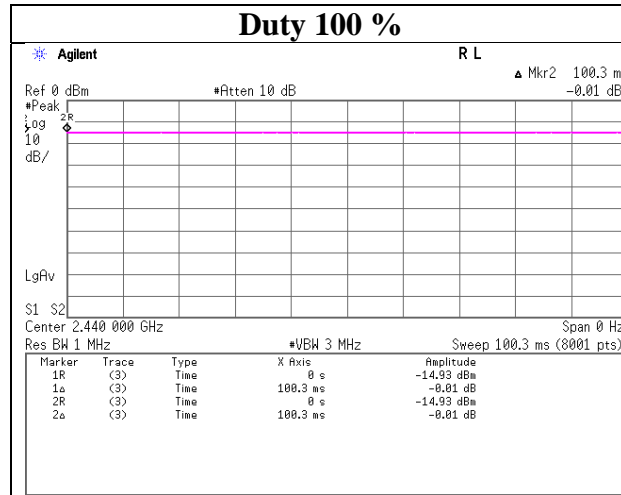 Duty 100 %
Agilent R L
Δ Mkr2 100.3 m
Ref 0 dBm #Atten 10 dB -0.01 dB
#Peak
Log
2R
10
dB/
LgAv
S1 S2
Center 2.440 000 GHz Span 0 Hz
Res BW 1 MHz #VBW 3 MHz Sweep 100.3 ms (8001 pts)
Marker Trace Type X Axis Amplitude
1R (3) Time 0 s -14.93 dBm
1Δ (3) Time 100.3 ms -0.01 dB
2R (3) Time 0 s -14.93 dBm
2Δ (3) Time 100.3 ms -0.01 dB